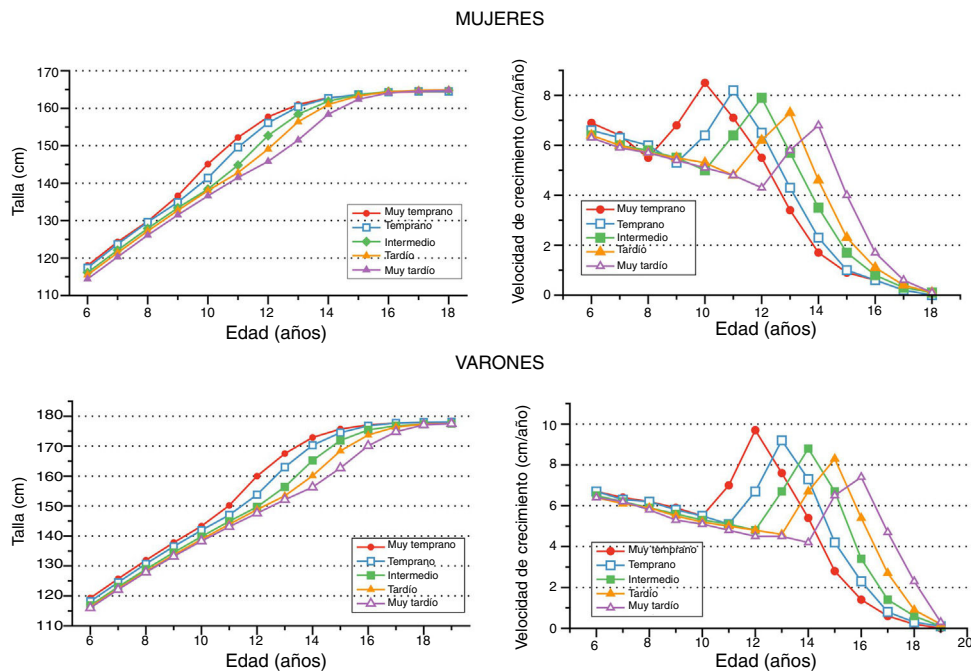 MUJERES
Talla (cm)
170
160
150
140
130
120
110
6
8
10
12
14
16
18
Edad (años)
Muy temprano
Temprano
Intermedio
Tardío
Muy tardío
Velocidad de crecimiento (cm/año)
8
6
4
2
0
6
8
10
12
14
16
18
Edad (años)
Muy temprano
Temprano
Intermedio
Tardío
Muy tardío
VARONES
Talla (cm)
180
170
160
150
140
130
120
110
6
8
10
12
14
16
18
Edad (años)
Muy temprano
Temprano
Intermedio
Tardío
Muy tardío
Velocidad de crecimiento (cm/año)
10
8
6
4
2
0
6
8
10
12
14
16
18
20
Edad (años)
Muy temprano
Temprano
Intermedio
Tardío
Muy tardío